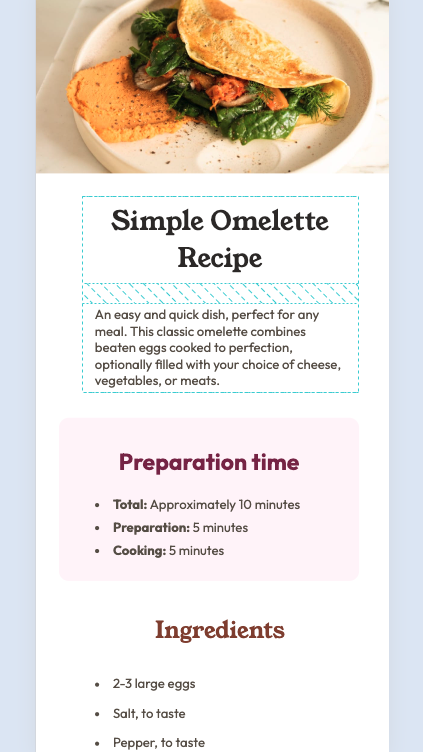 Simple Omelette
Recipe
An easy and quick dish, perfect for any
meal. This classic omelette combines
beaten eggs cooked to perfection,
optionally filled with your choice of cheese,
vegetables, or meats.
Preparation time
• Total: Approximately 10 minutes
• Preparation: 5 minutes
• Cooking: 5 minutes
Ingredients
• 2-3 large eggs
• Salt, to taste
• Pepper, to taste